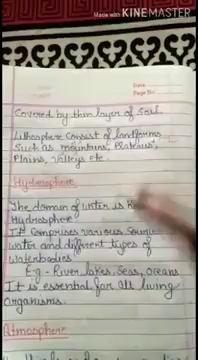 Made with KINEMASTER
Date
Page No.
Covered by thin layer of Soil.
Lithosphere Consist of landforms
Such as mountains, Plateaus,
Plains, Valleys etc.
Hydrosphere
The domain of water is
Hydrosphere
It Comprises various
water and different types of
waterbodies
E.g - River, lakes, Seas, oceans
It is essential for all living
organisms.
Atmosphere